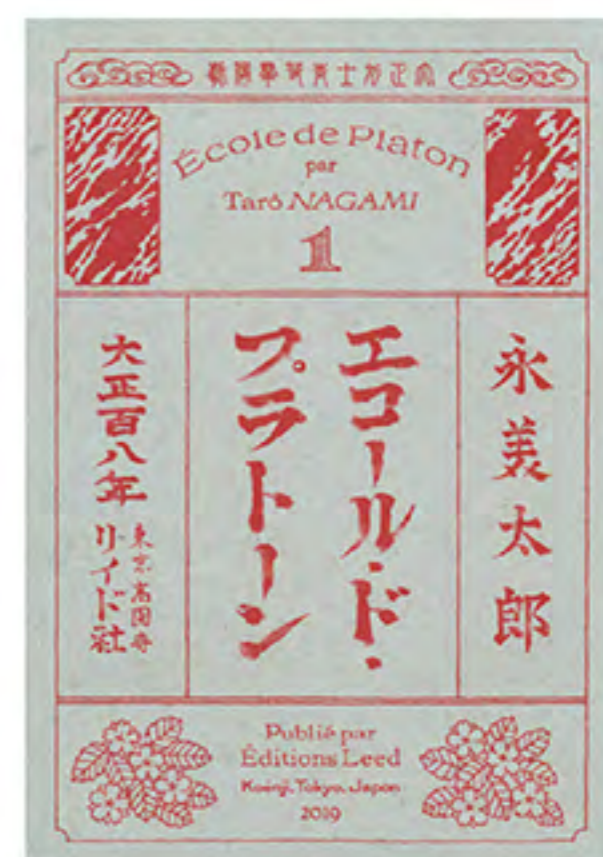 École de Platon
par
Tarō NAGAMI
1
永美太郎
エコール・ド・
プラトーン
大正百八年
東京高円寺
リイド社
Publié par
Éditions Leed
Koenji, Tokyo, Japon
2019